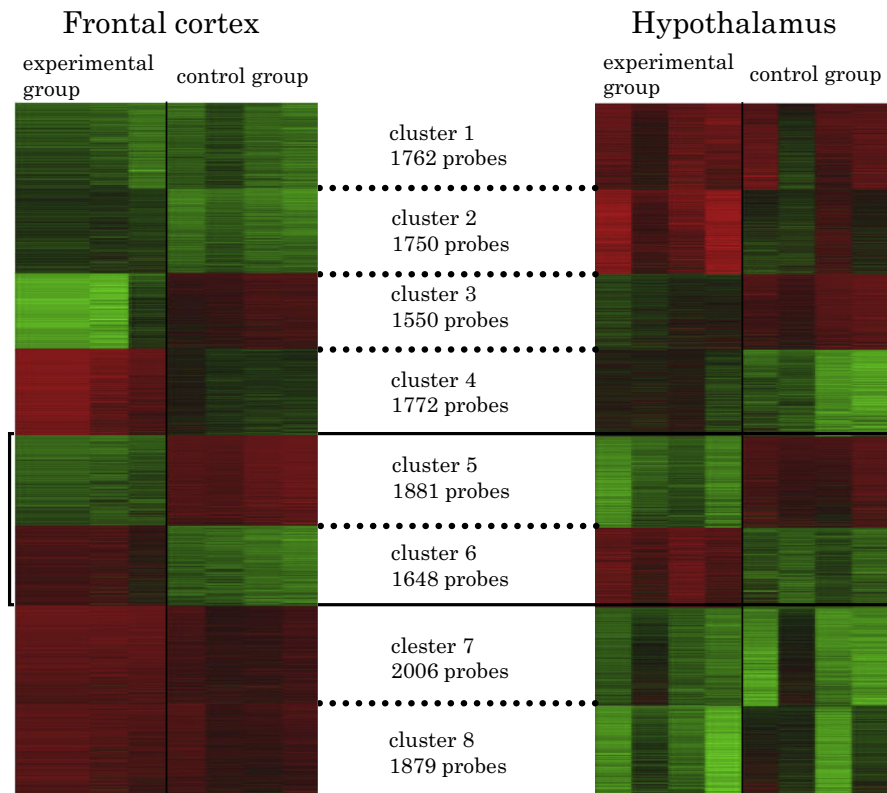 Frontal cortex
Hypothalamus
experimental
group
control group
experimental
group
control group
cluster 1
1762 probes
cluster 2
1750 probes
cluster 3
1550 probes
cluster 4
1772 probes
cluster 5
1881 probes
cluster 6
1648 probes
clester 7
2006 probes
cluster 8
1879 probes